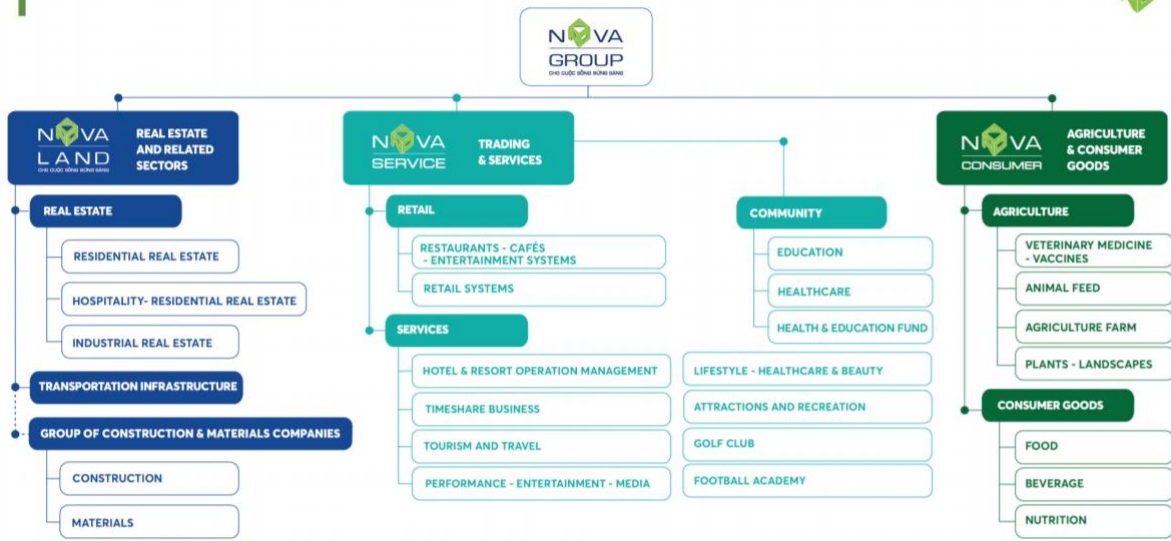 NOVA
GROUP
CHO CUỘC SỐNG BỪNG SÁNG
NOVA
LAND
CHO CUỘC SỐNG BỪNG SÁNG
REAL ESTATE
AND RELATED
SECTORS
REAL ESTATE
RESIDENTIAL REAL ESTATE
HOSPITALITY- RESIDENTIAL REAL ESTATE
INDUSTRIAL REAL ESTATE
TRANSPORTATION INFRASTRUCTURE
GROUP OF CONSTRUCTION & MATERIALS COMPANIES
CONSTRUCTION
MATERIALS
NOVA
SERVICE
TRADING
& SERVICES
RETAIL
RESTAURANTS - CAFÉS
- ENTERTAINMENT SYSTEMS
RETAIL SYSTEMS
SERVICES
HOTEL & RESORT OPERATION MANAGEMENT
TIMESHARE BUSINESS
TOURISM AND TRAVEL
PERFORMANCE - ENTERTAINMENT - MEDIA
LIFESTYLE - HEALTHCARE & BEAUTY
ATTRACTIONS AND RECREATION
GOLF CLUB
FOOTBALL ACADEMY
COMMUNITY
EDUCATION
HEALTHCARE
HEALTH & EDUCATION FUND
NOVA
CONSUMER
AGRICULTURE
& CONSUMER
GOODS
AGRICULTURE
VETERINARY MEDICINE
- VACCINES
ANIMAL FEED
AGRICULTURE FARM
PLANTS - LANDSCAPES
CONSUMER GOODS
FOOD
BEVERAGE
NUTRITION